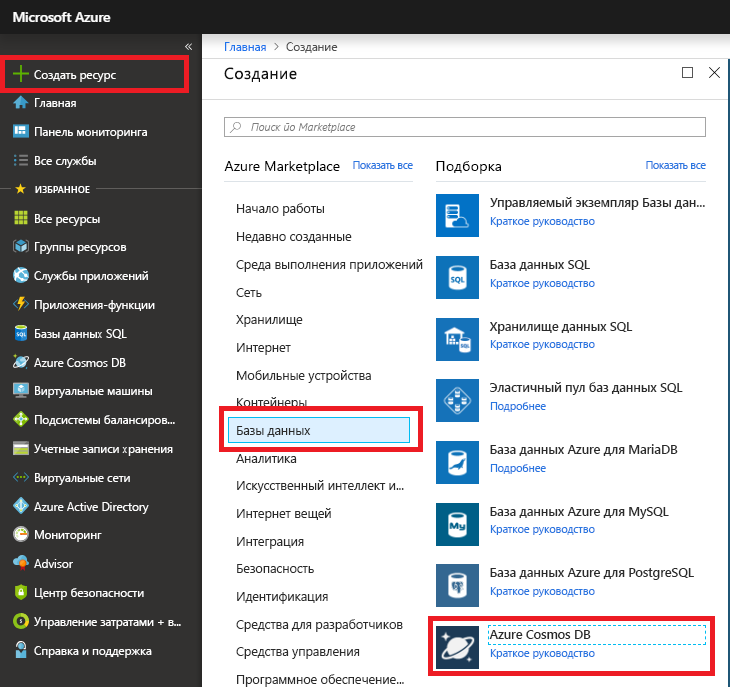 Microsoft Azure
«
Создать ресурс
Главная
Панель мониторинга
Все службы
ИЗБРАННОЕ
Все ресурсы
Группы ресурсов
Службы приложений
Приложения-функции
Базы данных SQL
Azure Cosmos DB
Виртуальные машины
Подсистемы балансиров...
Учетные записи хранения
Виртуальные сети
Azure Active Directory
Мониторинг
Advisor
Центр безопасности
Управление затратами + в...
Справка и поддержка
Главная > Создание
Создание
Поиск по Marketplace
Azure Marketplace Показать все
Начало работы
Недавно созданные
Среда выполнения приложений
Сеть
Хранилище
Интернет
Мобильные устройства
Контейнеры
Базы данных
Аналитика
Искусственный интеллект и...
Интернет вещей
Интеграция
Безопасность
Идентификация
Средства для разработчиков
Средства управления
Программное обеспечение...
Подборка Показать все
Управляемый экземпляр Базы дан...
Краткое руководство
SQL
База данных SQL
Краткое руководство
SQL
Хранилище данных SQL
Краткое руководство
Эластичный пул баз данных SQL
Подробнее
База данных Azure для MariaDB
Подробнее
My
База данных Azure для MySQL
Краткое руководство
База данных Azure для PostgreSQL
Краткое руководство
Azure Cosmos DB
Краткое руководство